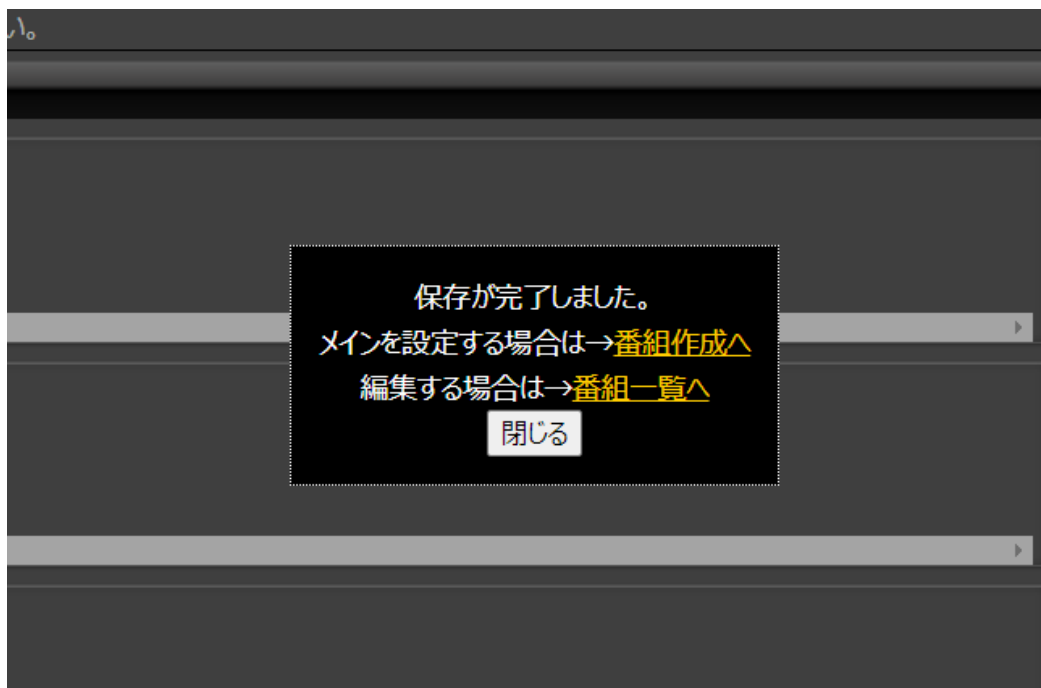 い。
保存が完了しました。
メインを設定する場合は→番組作成へ
編集する場合は→番組一覧へ
閉じる